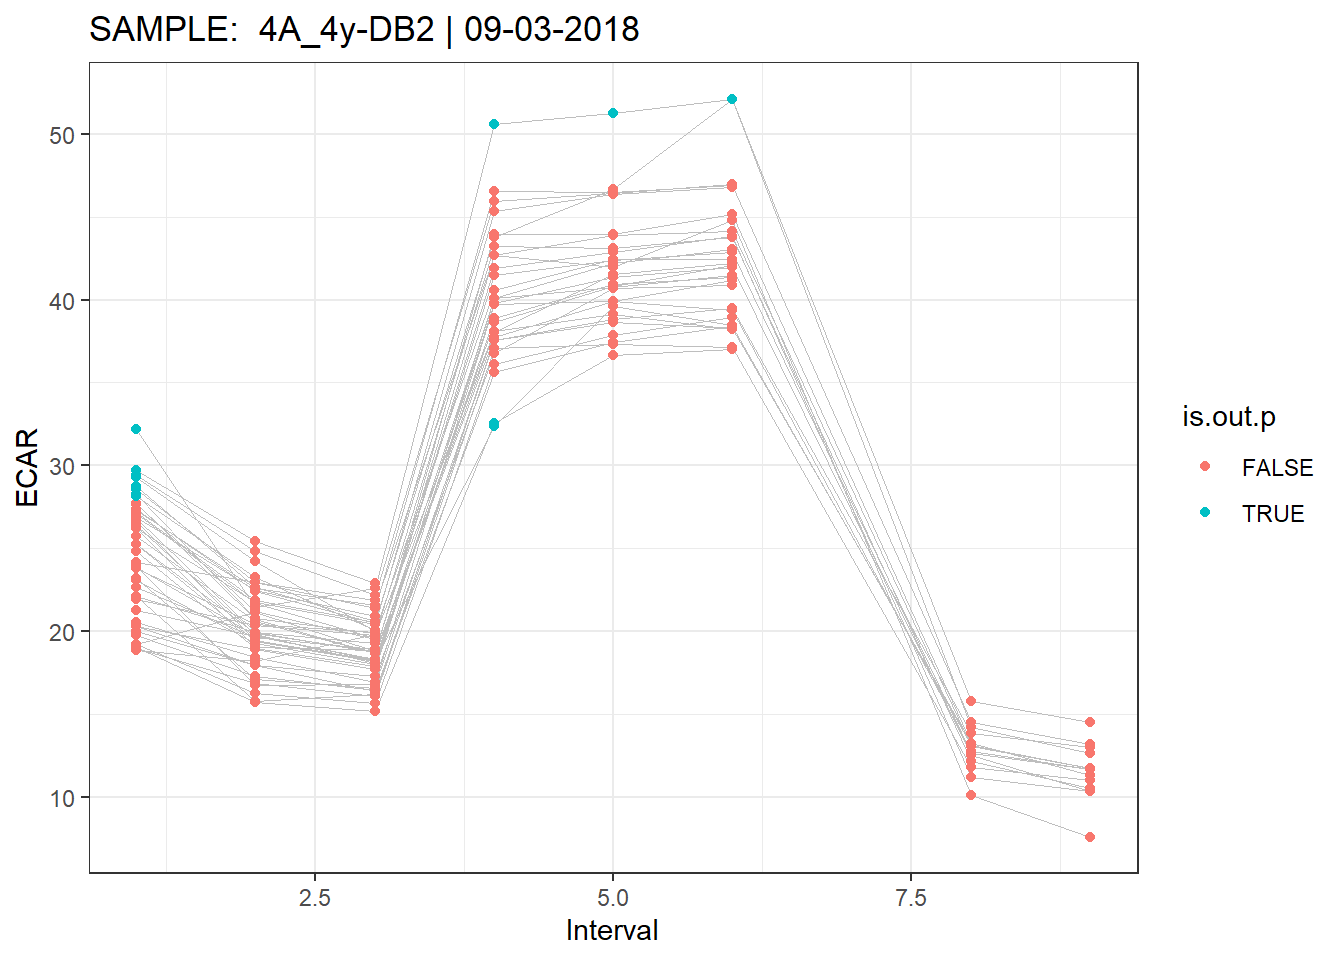 SAMPLE:  4A_4y-DB2 | 09-03-2018
50
40
30
20
10
ECAR
2.5
5.0
7.5
Interval
is.out.p
FALSE
TRUE